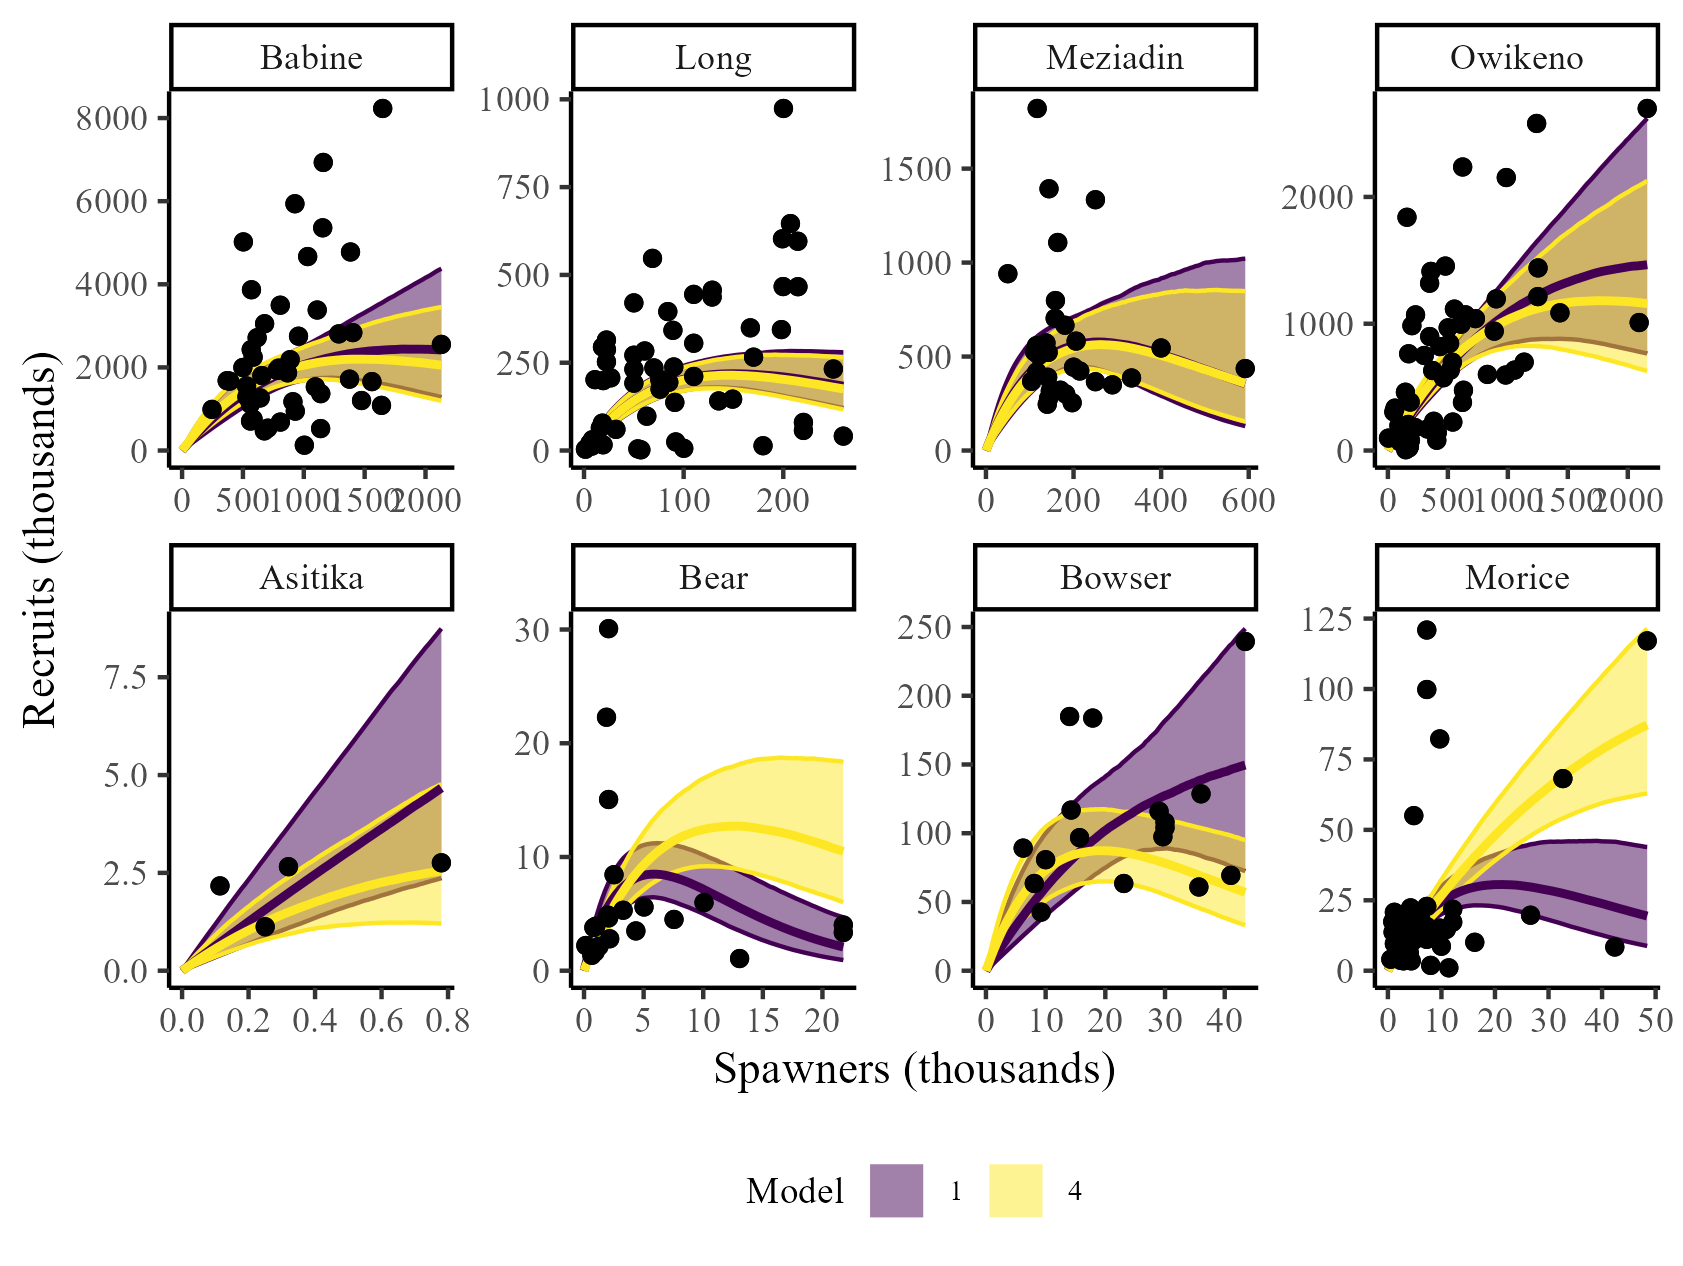 Babine Long Meziadin Owikeno
8000
6000
4000
2000
0
1000
750
500
250
0
1500
1000
500
0
2000
1000
0
0 500 1000 1500 2000
0 100 200
0 200 400 600
0 500 1000 1500 2000
Recruits (thousands)
Asitika Bear Bowser Morice
7.5
5.0
2.5
0.0
30
20
10
0
250
200
150
100
50
0
125
100
75
50
25
0
0.0 0.2 0.4 0.6 0.8
0 5 10 15 20
0 10 20 30 40
0 10 20 30 40 50
Spawners (thousands)
Model 1 4